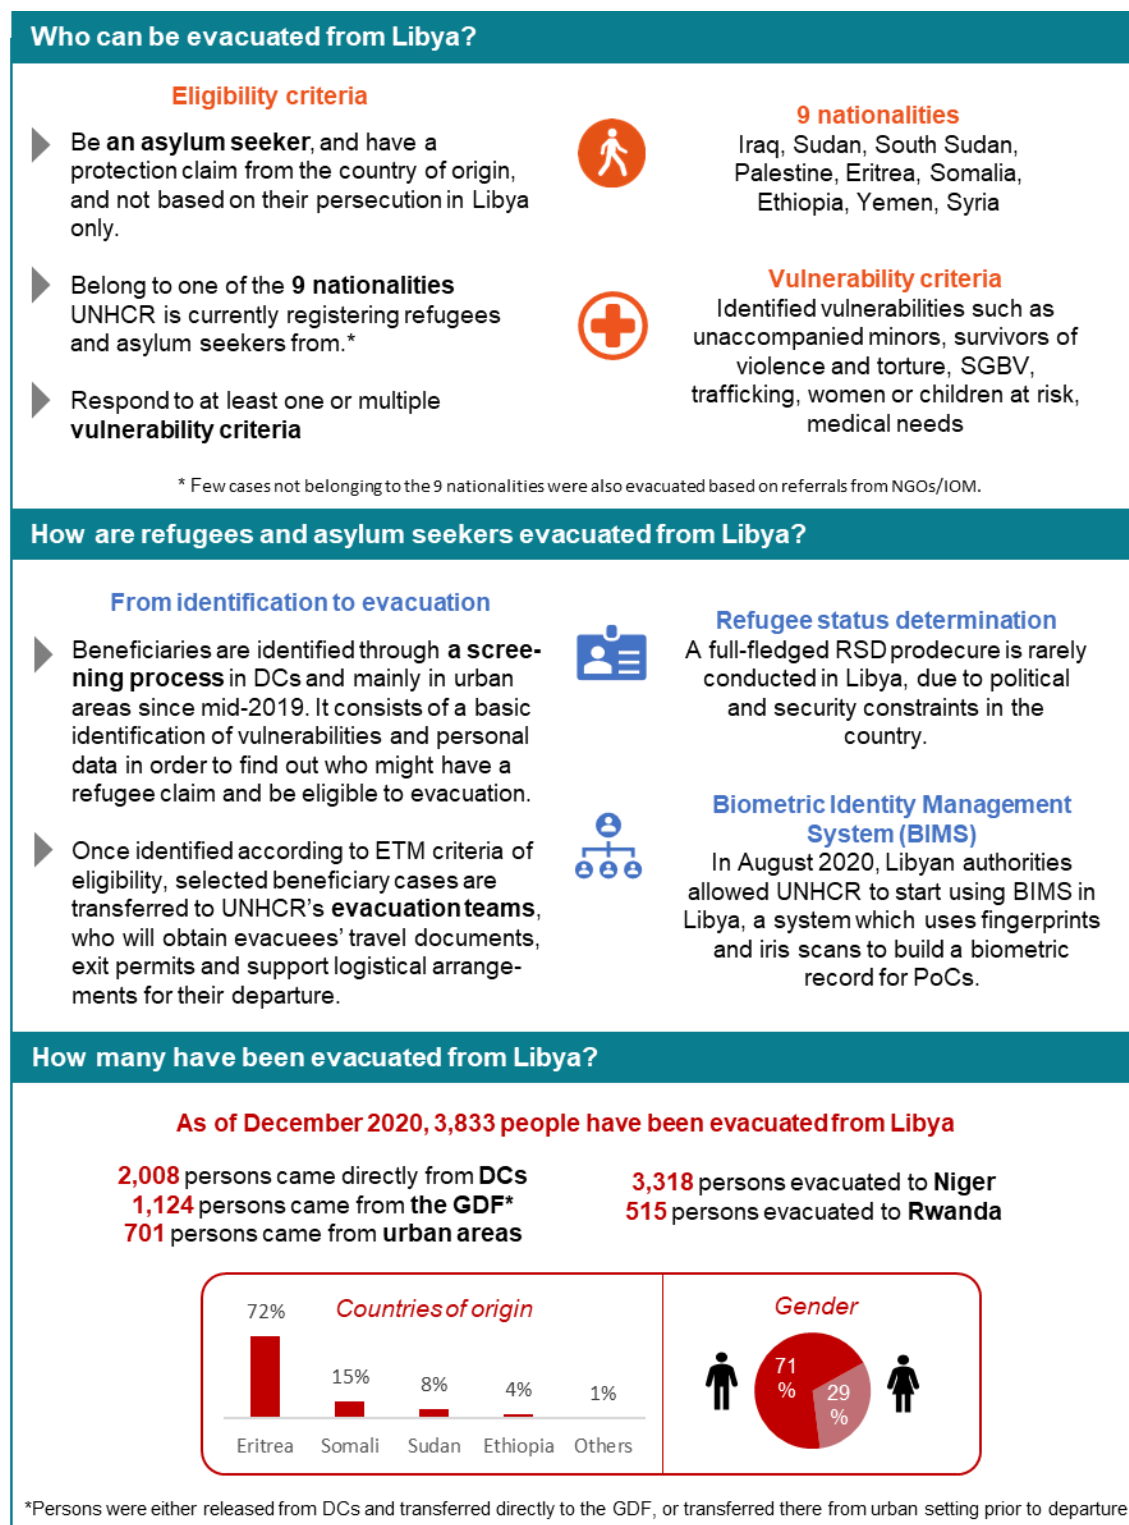 Who can be evacuated from Libya?
Eligibility criteria
Be an asylum seeker, and have a
protection claim from the country of origin,
and not based on their persecution in Libya
only.
Belong to one of the 9 nationalities
UNHCR is currently registering refugees
and asylum seekers from.*
Respond to at least one or multiple
vulnerability criteria
9 nationalities
Iraq, Sudan, South Sudan,
Palestine, Eritrea, Somalia,
Ethiopia, Yemen, Syria
Vulnerability criteria
Identified vulnerabilities such as
unaccompanied minors, survivors of
violence and torture, SGBV,
trafficking, women or children at risk,
medical needs
* Few cases not belonging to the 9 nationalities were also evacuated based on referrals from NGOs/IOM.
How are refugees and asylum seekers evacuated from Libya?
From identification to evacuation
Beneficiaries are identified through a scree-
ning process in DCs and mainly in urban
areas since mid-2019. It consists of a basic
identification of vulnerabilities and personal
data in order to find out who might have a
refugee claim and be eligible to evacuation.
Once identified according to ETM criteria of
eligibility, selected beneficiary cases are
transferred to UNHCR's evacuation teams,
who will obtain evacuees' travel documents,
exit permits and support logistical arrange-
ments for their departure.
Refugee status determination
A full-fledged RSD prodecure is rarely
conducted in Libya, due to political
and security constraints in the
country.
Biometric Identity Management
System (BIMS)
In August 2020, Libyan authorities
allowed UNHCR to start using BIMS in
Libya, a system which uses fingerprints
and iris scans to build a biometric
record for PoCs.
How many have been evacuated from Libya?
As of December 2020, 3,833 people have been evacuated from Libya
2,008 persons came directly from DCs
1,124 persons came from the GDF*
701 persons came from urban areas
3,318 persons evacuated to Niger
515 persons evacuated to Rwanda
Countries of origin
72%
15%
8%
4%
1%
Eritrea Somali Sudan Ethiopia Others
Gender
71
%
29
%
*Persons were either released from DCs and transferred directly to the GDF, or transferred there from urban setting prior to departure